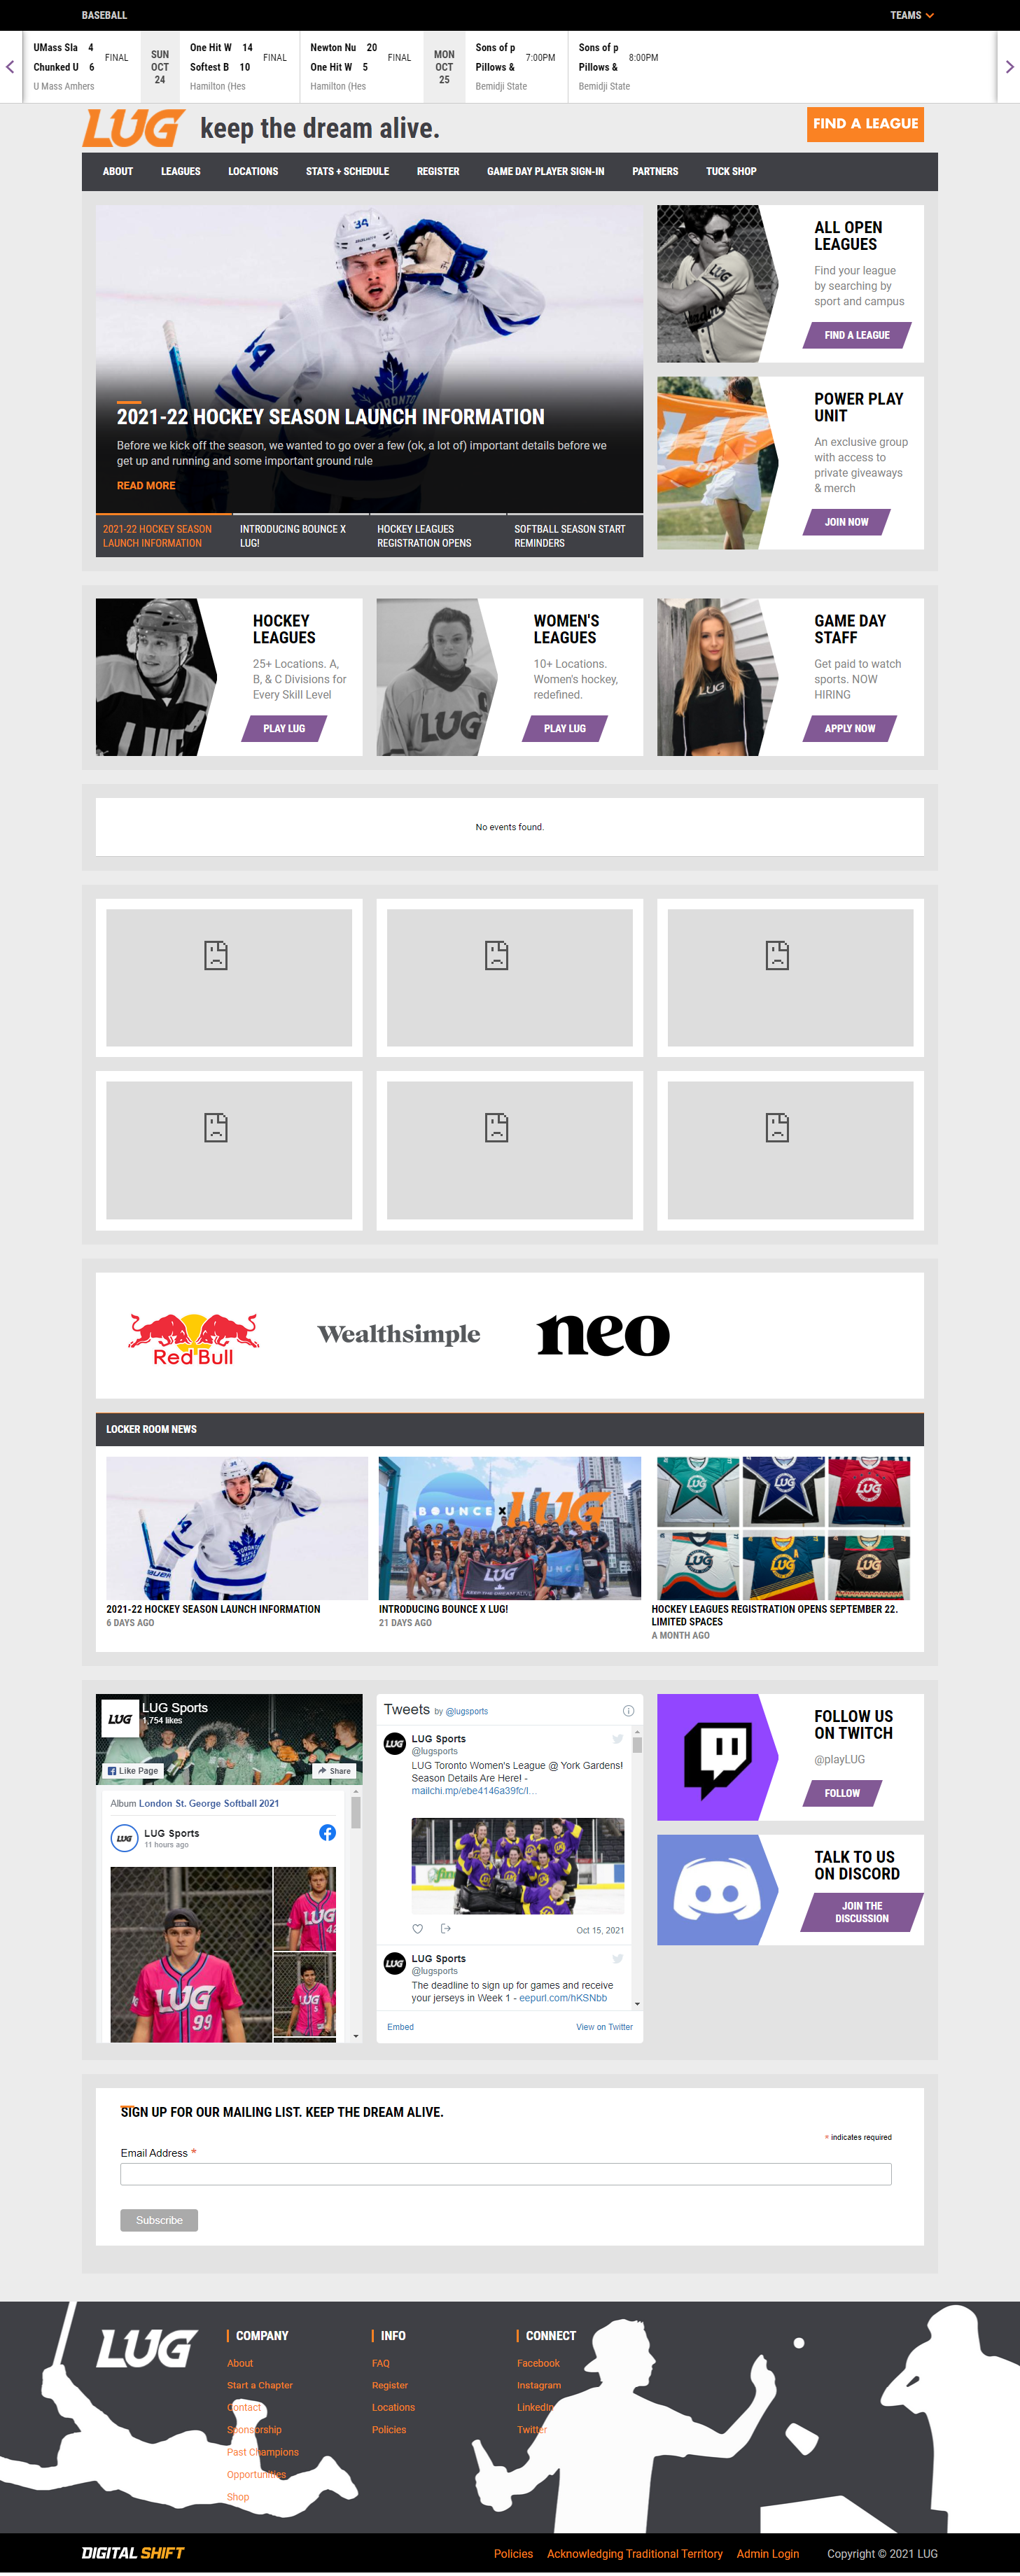 BASEBALL
TEAMS
UMass Sla 4
Chunked U 6
FINAL
U Mass Amhers
SUN
OCT
24
One Hit W 14
Softest B 10
FINAL
Hamilton (Hes
Newton Nu 20
One Hit W 5
FINAL
Hamilton (Hes
MON
OCT
25
Sons of p
Pillows &
7:00PM
Bemidji State
Sons of p
Pillows &
8:00PM
Bemidji State
LUG keep the dream alive.
FIND A LEAGUE
ABOUT LEAGUES LOCATIONS STATS + SCHEDULE REGISTER GAME DAY PLAYER SIGN-IN PARTNERS TUCK SHOP
2021-22 HOCKEY SEASON LAUNCH INFORMATION
Before we kick off the season, we wanted to go over a few (ok, a lot of) important details before we
get up and running and some important ground rule
READ MORE
2021-22 HOCKEY SEASON
LAUNCH INFORMATION
INTRODUCING BOUNCE X
LUG!
HOCKEY LEAGUES
REGISTRATION OPENS
SOFTBALL SEASON START
REMINDERS
ALL OPEN
LEAGUES
Find your league
by searching by
sport and campus
FIND A LEAGUE
POWER PLAY
UNIT
An exclusive group
with access to
private giveaways
& merch
JOIN NOW
HOCKEY
LEAGUES
25+ Locations. A,
B, & C Divisions for
Every Skill Level
PLAY LUG
WOMEN'S
LEAGUES
10+ Locations.
Women's hockey,
redefined.
PLAY LUG
GAME DAY
STAFF
Get paid to watch
sports. NOW
HIRING
APPLY NOW
No events found.
Red Bull
Wealthsimple
neo
LOCKER ROOM NEWS
BOUNCE X LUG
2021-22 HOCKEY SEASON LAUNCH INFORMATION
6 DAYS AGO
INTRODUCING BOUNCE X LUG!
21 DAYS AGO
HOCKEY LEAGUES REGISTRATION OPENS SEPTEMBER 22.
LIMITED SPACES
A MONTH AGO
LUG
LUG Sports
1,754 likes
Like Page
Share
Album London St. George Softball 2021
LUG Sports
11 hours ago
LUG
99
Tweets by @lugsports
LUG Sports
@lugsports
LUG Toronto Women's League @ York Gardens!
Season Details Are Here! -
mailchi.mp/ebe4146a39fc/l…
Oct 15, 2021
LUG Sports
@lugsports
The deadline to sign up for games and receive
your jerseys in Week 1 - eepurl.com/hKSNbb
Embed
View on Twitter
FOLLOW US
ON TWITCH
@playLUG
FOLLOW
TALK TO US
ON DISCORD
JOIN THE
DISCUSSION
SIGN UP FOR OUR MAILING LIST. KEEP THE DREAM ALIVE.
* indicates required
Email Address *
Subscribe
LUG
COMPANY
About
Start a Chapter
Contact
Sponsorship
Past Champions
Opportunities
Shop
INFO
FAQ
Register
Locations
Policies
CONNECT
Facebook
Instagram
LinkedIn
Twitter
DIGITAL SHIFT
Policies Acknowledging Traditional Territory Admin Login Copyright © 2021 LUG